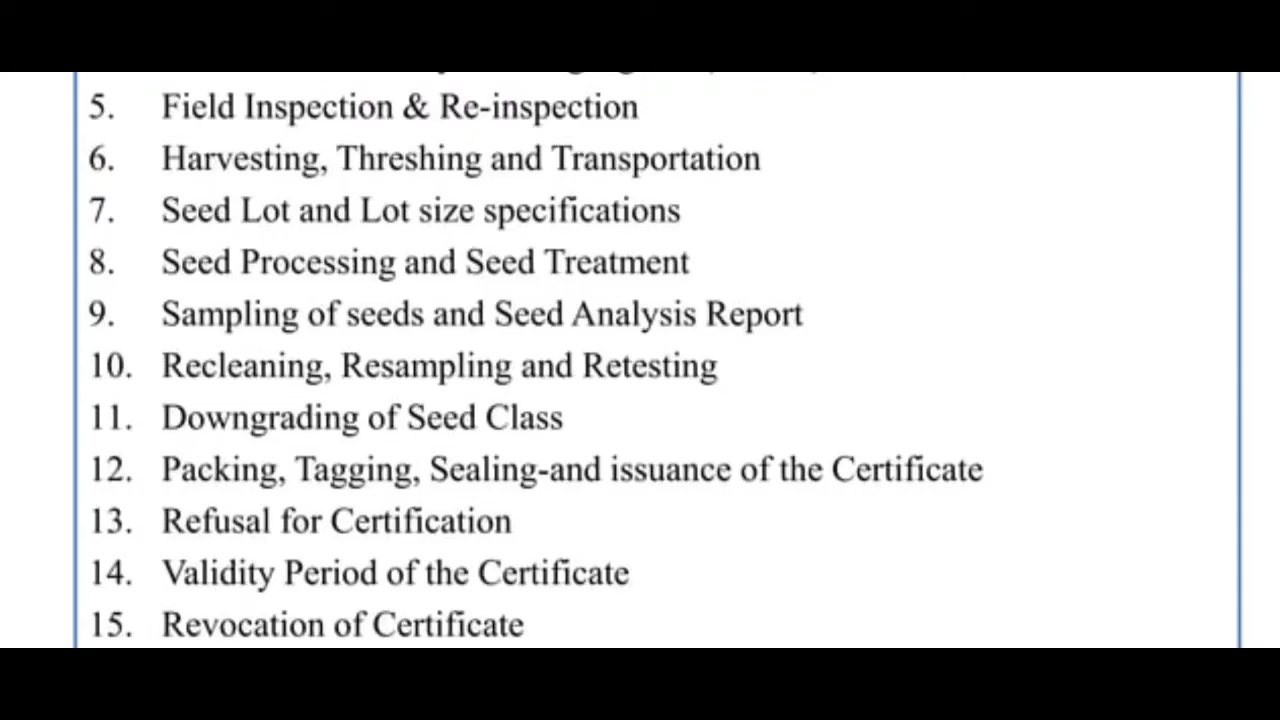 5. Field Inspection & Re-inspection
6. Harvesting, Threshing and Transportation
7. Seed Lot and Lot size specifications
8. Seed Processing and Seed Treatment
9. Sampling of seeds and Seed Analysis Report
10. Recleaning, Resampling and Retesting
11. Downgrading of Seed Class
12. Packing, Tagging, Sealing-and issuance of the Certificate
13. Refusal for Certification
14. Validity Period of the Certificate
15. Revocation of Certificate